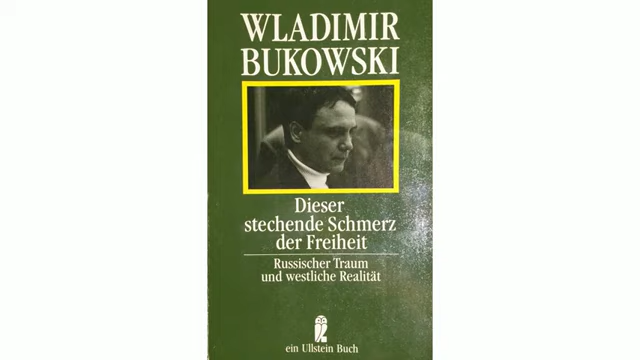 WLADIMIR
BUKOWSKI
Dieser
stechende Schmerz
der Freiheit
Russischer Traum
und westliche Realität
ein Ullstein Buch